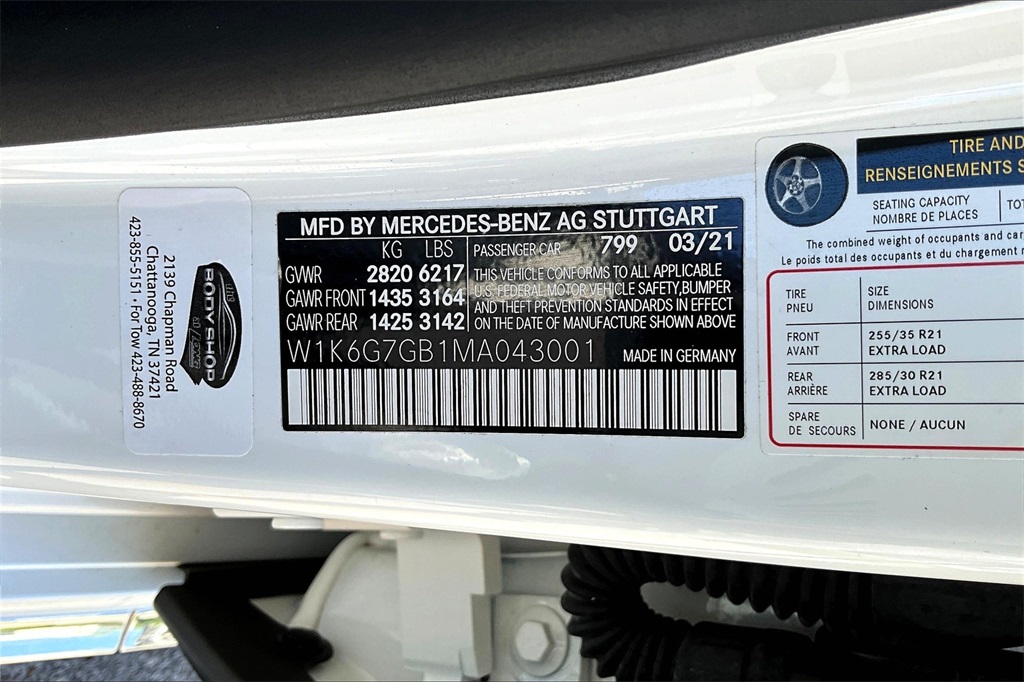 MFD BY MERCEDES-BENZ AG STUTTGART
KG LBS PASSENGER CAR 799 03/21
GVWR 2820 6217
GAWR FRONT 1435 3164
GAWR REAR 1425 3142
THIS VEHICLE CONFORMS TO ALL APPLICABLE
U.S. FEDERAL MOTOR VEHICLE SAFETY, BUMPER
AND THEFT PREVENTION STANDARDS IN EFFECT
ON THE DATE OF MANUFACTURE SHOWN ABOVE
W1K6G7GB1MA043001 MADE IN GERMANY
BODY SHOP
2139 Chapman Road
Chattanooga, TN 37421
423-855-5151 • For Tow 423-488-8670
TIRE AND
RENSEIGNEMENTS S
SEATING CAPACITY
NOMBRE DE PLACES
TOT
The combined weight of occupants and car
Le poids total des occupants et du chargement
TIRE SIZE
PNEU DIMENSIONS
FRONT 255/35 R21
AVANT EXTRA LOAD
REAR 285/30 R21
ARRIÈRE EXTRA LOAD
SPARE
DE SECOURS
NONE / AUCUN